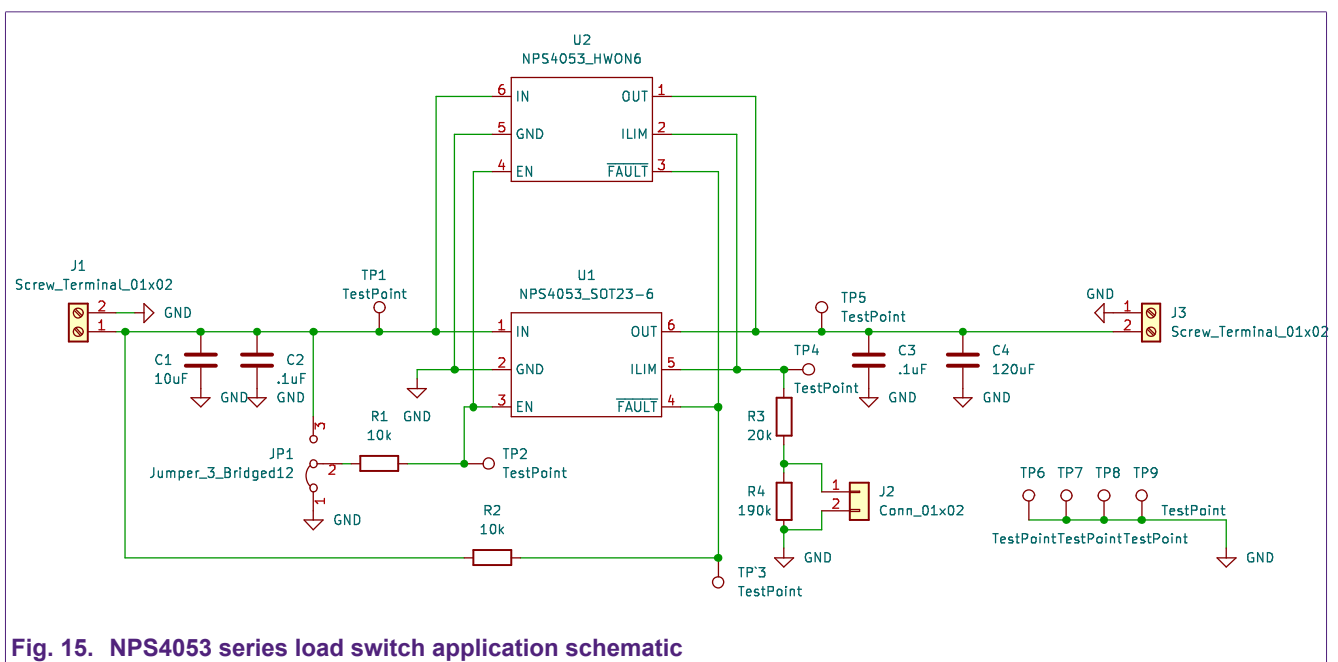 U2
NPS4053_HWON6
6 IN OUT 1
5 GND ILIM 2
4 EN FAULT 3
J1
Screw_Terminal_01x02
2 GND
1
TP1
TestPoint
U1
NPS4053_SOT23-6
1 IN OUT 6
2 GND ILIM 5
3 EN FAULT 4
GND
TP5
TestPoint
TP4
TestPoint
GND
1
2
J3
Screw_Terminal_01x02
C1
10uF
GND
C2
.1uF
GND
C3
.1uF
GND
C4
120uF
GND
3
JP1
Jumper_3_Bridged12
2
1
GND
R1
10k
TP2
TestPoint
R2
10k
R3
20k
R4
190k
1
2
J2
Conn_01x02
GND
TP`3
TestPoint
TP6 TP7 TP8 TP9
TestPoint
TestPoint TestPoint TestPoint
GND
Fig. 15. NPS4053 series load switch application schematic